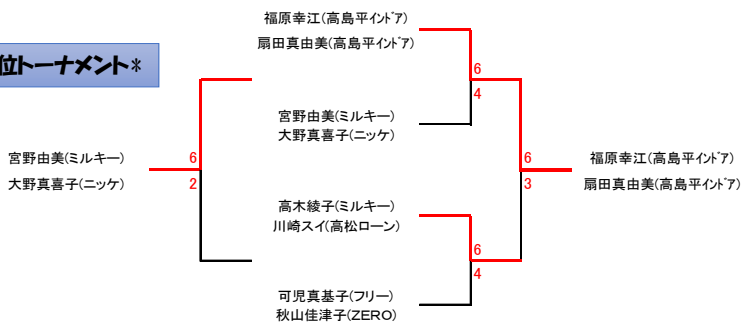 福原幸江(高島平インドア)
扇田真由美(高島平インドア)
位トーナメント*
6
4
宮野由美(ミルキー)
大野真喜子(ニッケ)
宮野由美(ミルキー)
大野真喜子(ニッケ)
6
2
6
3
福原幸江(高島平インドア)
扇田真由美(高島平インドア)
高木綾子(ミルキー)
川崎スイ(高松ローン)
6
4
可児真基子(フリー)
秋山佳津子(ZERO)